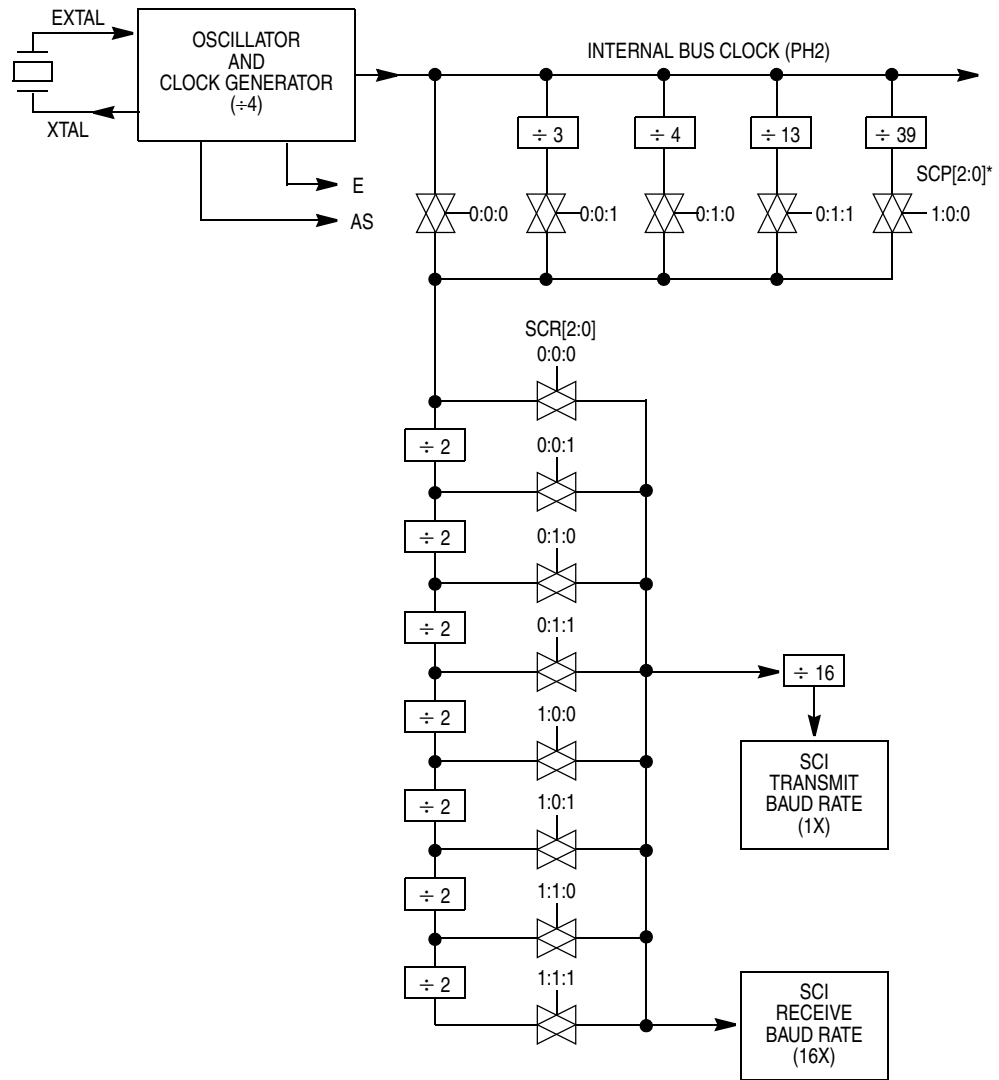 EXTAL
OSCILLATOR
AND
CLOCK GENERATOR
(÷4)
XTAL
E
AS
INTERNAL BUS CLOCK (PH2)
÷ 3
÷ 4
÷ 13
÷ 39
SCP[2:0]*
0:0:0
0:0:1
0:1:0
0:1:1
1:0:0
SCR[2:0]
0:0:0
÷ 2
0:0:1
÷ 2
0:1:0
÷ 2
0:1:1
÷ 16
÷ 2
1:0:0
SCI
TRANSMIT
BAUD RATE
(1X)
÷ 2
1:0:1
÷ 2
1:1:0
÷ 2
1:1:1
SCI
RECEIVE
BAUD RATE
(16X)